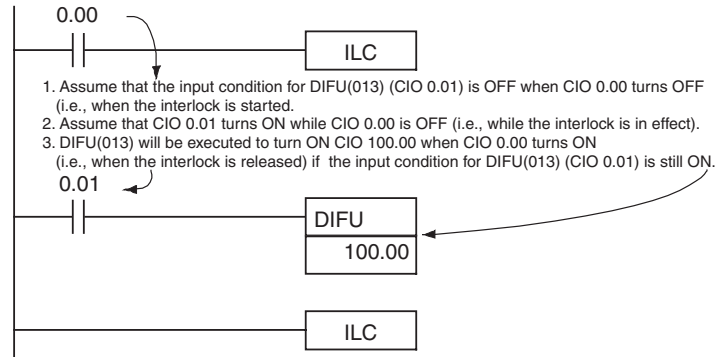 0.00
ILC
1. Assume that the input condition for DIFU(013) (CIO 0.01) is OFF when CIO 0.00 turns OFF
(i.e., when the interlock is started.
2. Assume that CIO 0.01 turns ON while CIO 0.00 is OFF (i.e., while the interlock is in effect).
3. DIFU(013) will be executed to turn ON CIO 100.00 when CIO 0.00 turns ON
(i.e., when the interlock is released) if the input condition for DIFU(013) (CIO 0.01) is still ON.
0.01
DIFU
100.00
ILC